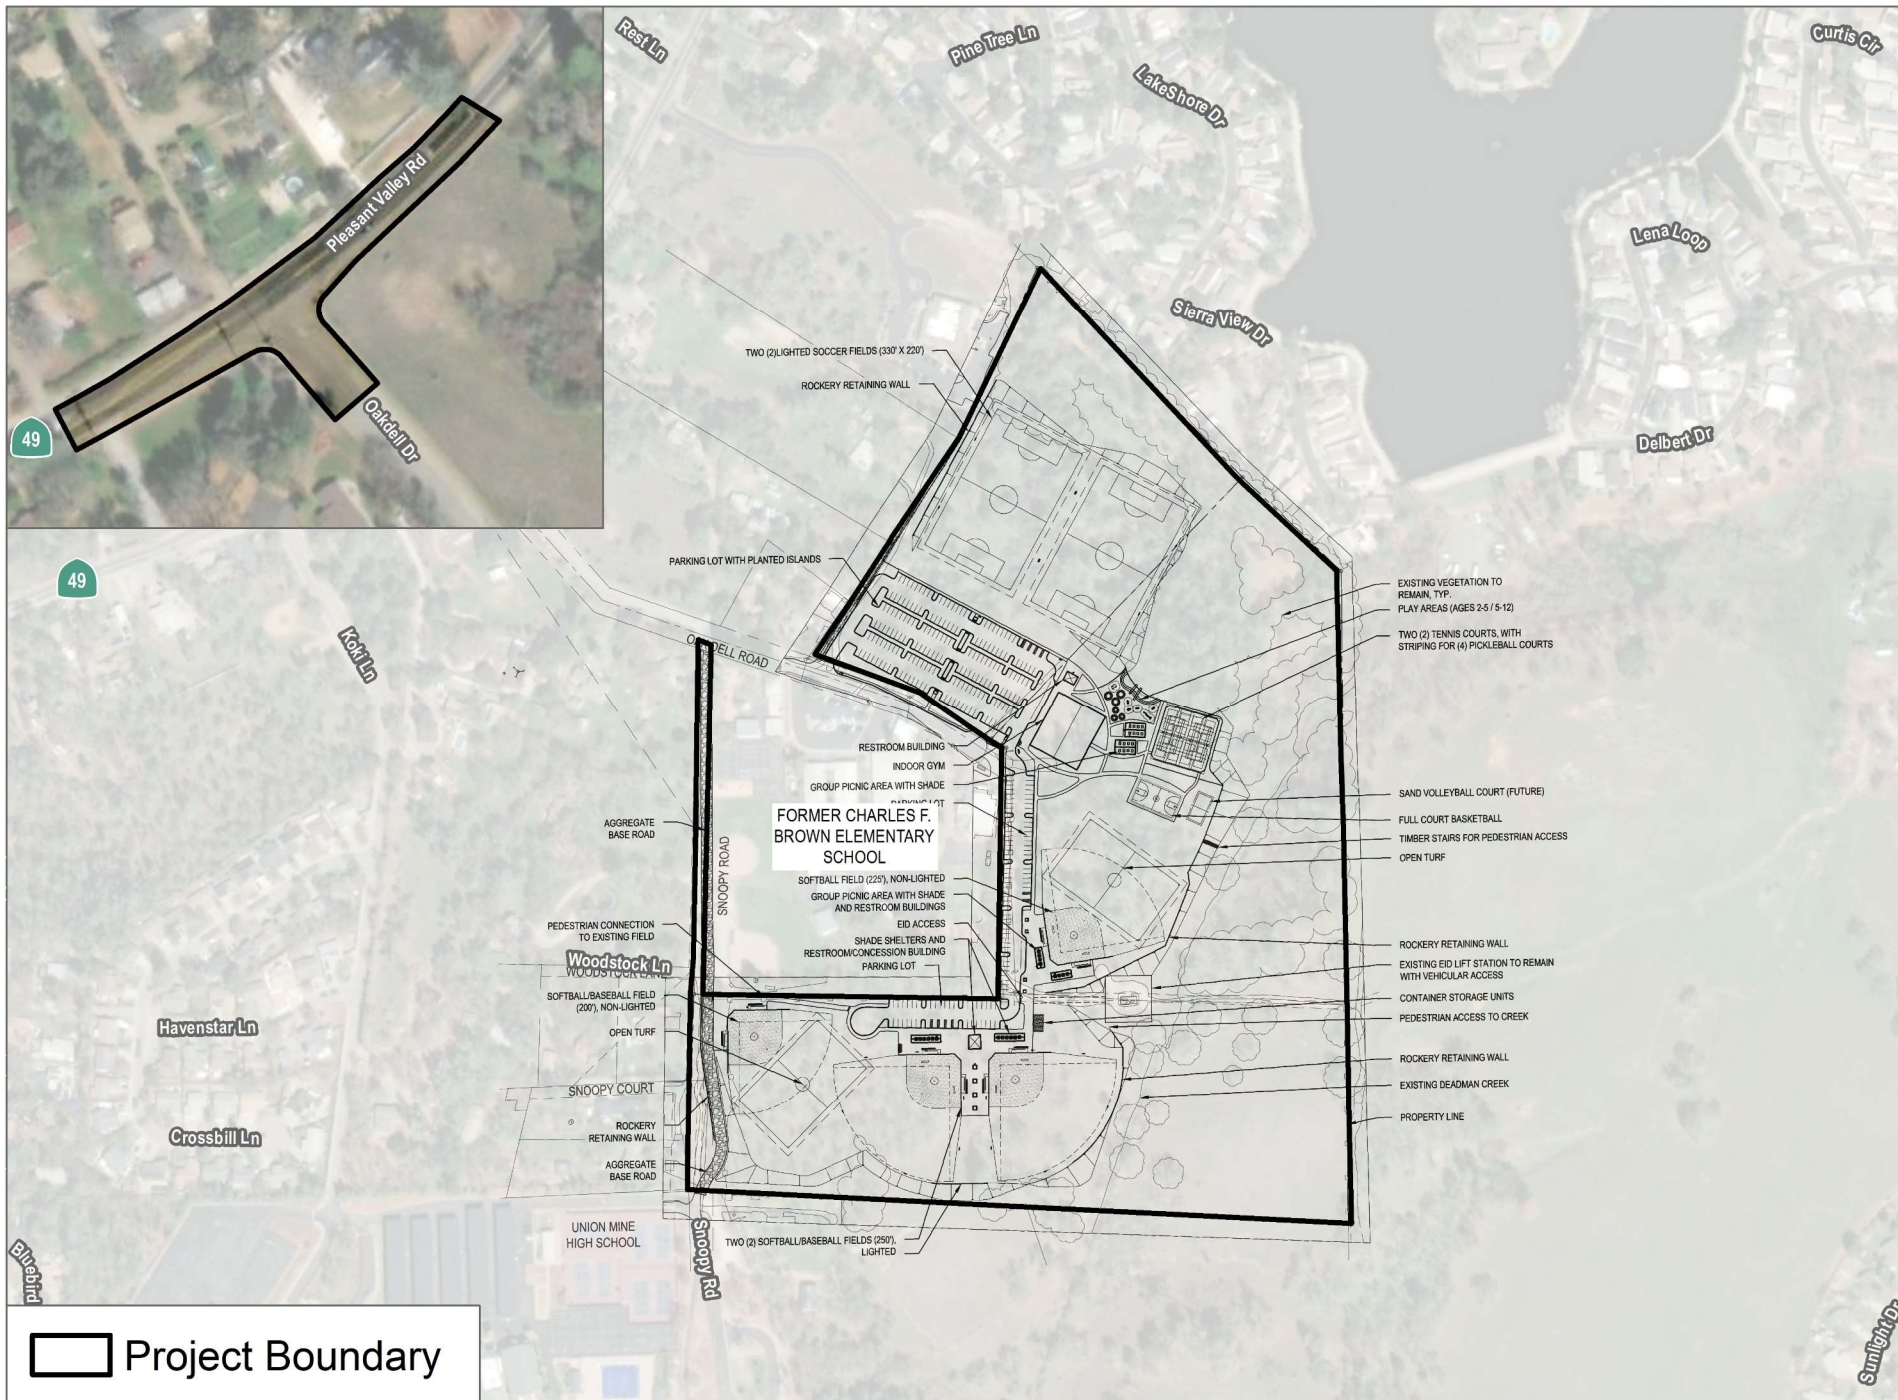 Rest Ln
Pine Tree Ln
LakeShore Dr
Curtis Cir
Pleasant Valley Rd
Oakdell Dr
49
Lena Loop
Sierra View Dr
Delbert Dr
49
Koki Ln
TWO (2)LIGHTED SOCCER FIELDS (330' X 220')
ROCKERY RETAINING WALL
PARKING LOT WITH PLANTED ISLANDS
EXISTING VEGETATION TO
REMAIN, TYP.
PLAY AREAS (AGES 2-5 / 5-12)
TWO (2) TENNIS COURTS, WITH
STRIPING FOR (4) PICKLEBALL COURTS
ROAD
RESTROOM BUILDING
INDOOR GYM
GROUP PICNIC AREA WITH SHADE
PARKING LOT
FORMER CHARLES F.
BROWN ELEMENTARY
SCHOOL
AGGREGATE
BASE ROAD
SNOOPY ROAD
SAND VOLLEYBALL COURT (FUTURE)
FULL COURT BASKETBALL
TIMBER STAIRS FOR PEDESTRIAN ACCESS
OPEN TURF
SOFTBALL FIELD (225'), NON-LIGHTED
GROUP PICNIC AREA WITH SHADE
AND RESTROOM BUILDINGS
EID ACCESS
SHADE SHELTERS AND
RESTROOM/CONCESSION BUILDING
PARKING LOT
PEDESTRIAN CONNECTION
TO EXISTING FIELD
Woodstock Ln
WOODSTOCK LANE
SOFTBALL/BASEBALL FIELD
(200'), NON-LIGHTED
OPEN TURF
SNOOPY COURT
ROCKERY
RETAINING WALL
AGGREGATE
BASE ROAD
ROCKERY RETAINING WALL
EXISTING EID LIFT STATION TO REMAIN
WITH VEHICULAR ACCESS
CONTAINER STORAGE UNITS
PEDESTRIAN ACCESS TO CREEK
ROCKERY RETAINING WALL
EXISTING DEADMAN CREEK
PROPERTY LINE
Havenstar Ln
Crossbill Ln
UNION MINE
HIGH SCHOOL
Snoopy Rd
TWO (2) SOFTBALL/BASEBALL FIELDS (250'),
LIGHTED
Bluebird
Sunlight Dr
Project Boundary